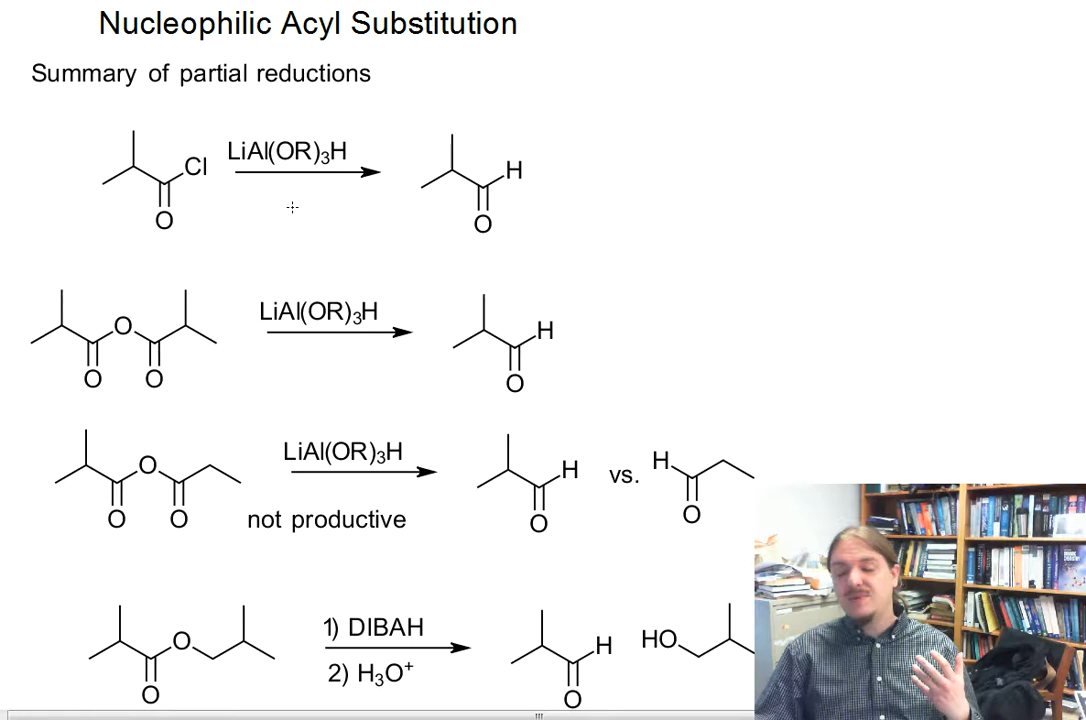 Nucleophilic Acyl Substitution
Summary of partial reductions
Cl
LiAl(OR)₃H
H
O
O
O
LiAl(OR)₃H
H
O
O
O
O
LiAl(OR)₃H
H
vs.
H
O
O
not productive
O
O
O
1) DIBAH
H
HO
2) H₃O⁺
O
O